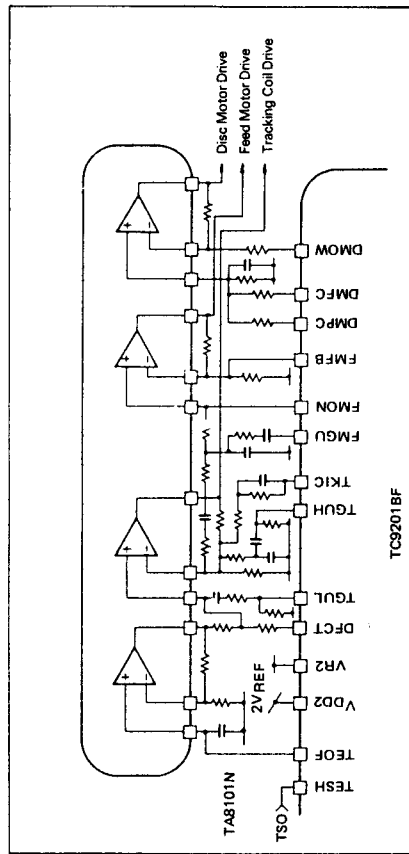 Disc Motor Drive
Feed Motor Drive
Tracking Coil Drive
TA8101N
2VREF
TSO
TESH
TEOF
VDD2
VR2
DFCT
TGUL
TGUH
TKIC
FMGU
FMON
FMFB
DMPC
DMFC
DMOW
TC9201BF